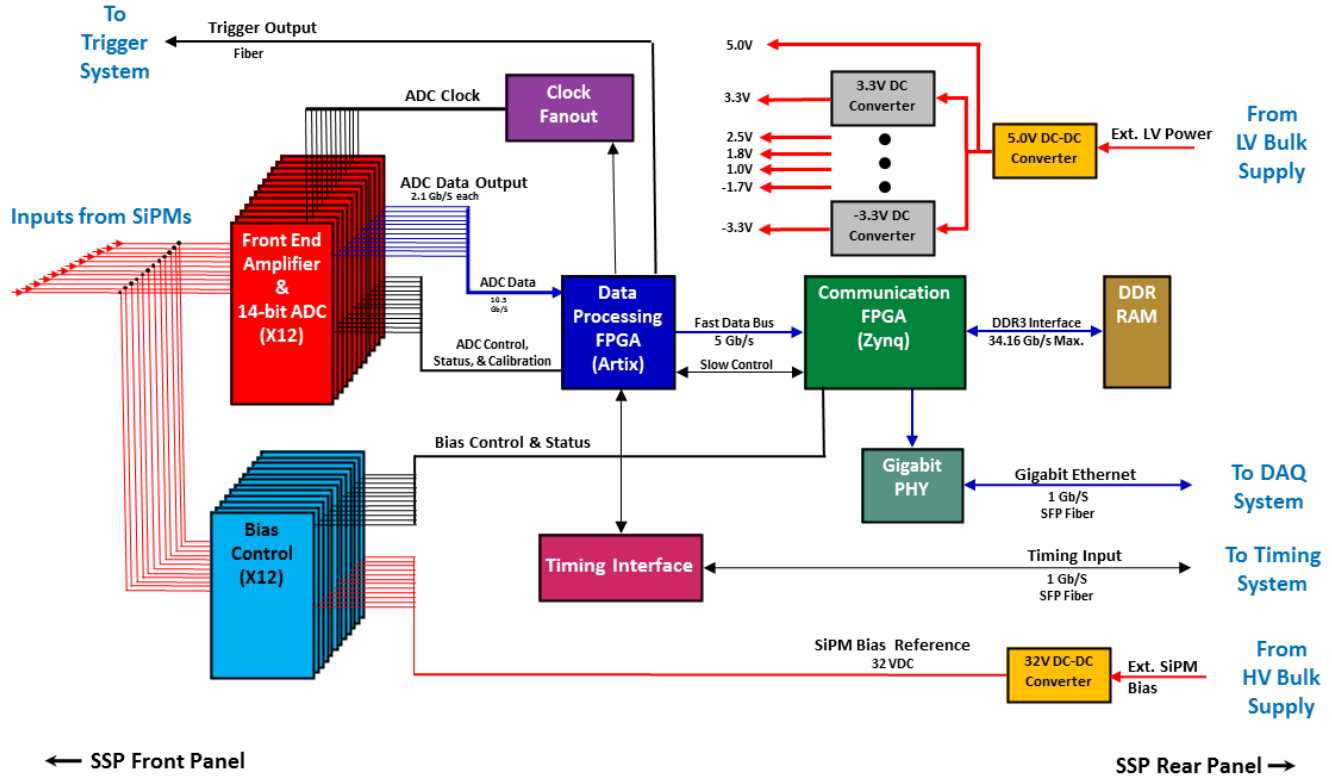 To
Trigger
System
Trigger Output
Fiber
ADC Clock
Clock
Fanout
5.0V
3.3V
2.5V
1.8V
1.0V
-1.7V
-3.3V
3.3V DC
Converter
-3.3V DC
Converter
5.0V DC-DC
Converter
Ext. LV Power
From
LV Bulk
Supply
Inputs from SiPMs
Front End
Amplifier
&
14-bit ADC
(X12)
ADC Data Output
2.1 Gb/S each
ADC Data
10.5
Gb/S
ADC Control,
Status, & Calibration
Data
Processing
FPGA
(Artix)
Fast Data Bus
5 Gb/s
Slow Control
Communication
FPGA
(Zynq)
DDR3 Interface
34.16 Gb/s Max.
DDR
RAM
Bias Control & Status
Bias
Control
(X12)
Gigabit
PHY
Gigabit Ethernet
1 Gb/S
SFP Fiber
To DAQ
System
Timing Interface
Timing Input
1 Gb/S
SFP Fiber
To Timing
System
SiPM Bias Reference
32 VDC
32V DC-DC
Converter
Ext. SiPM
Bias
From
HV Bulk
Supply
SSP Front Panel
SSP Rear Panel